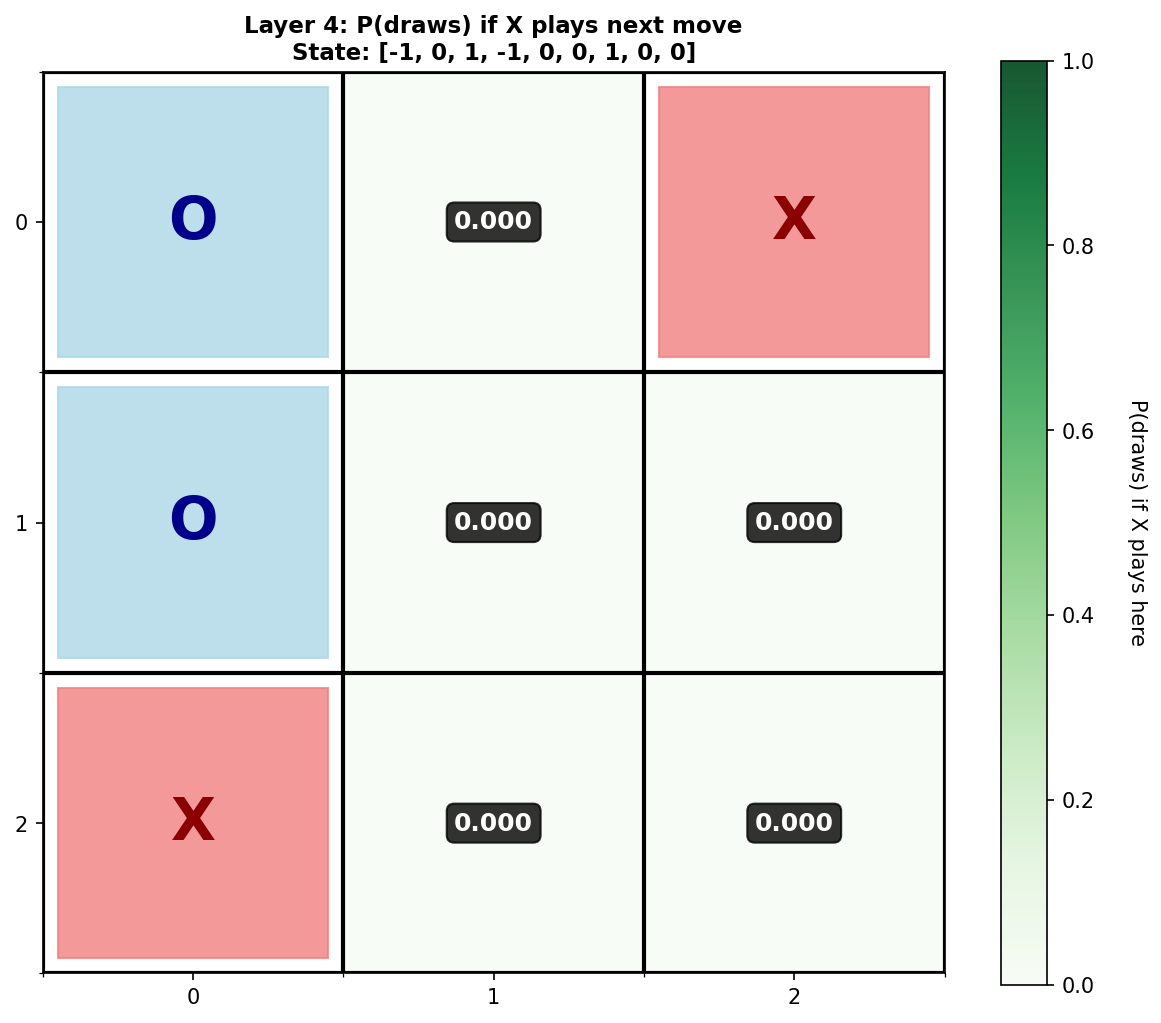 Layer 4: P(draws) if X plays next move
State: [-1, 0, 1, -1, 0, 0, 1, 0, 0]
0
O
0.000
X
1
O
0.000
0.000
2
X
0.000
0.000
0
1
2
1.0
0.8
0.6
0.4
0.2
0.0
P(draws) if X plays here